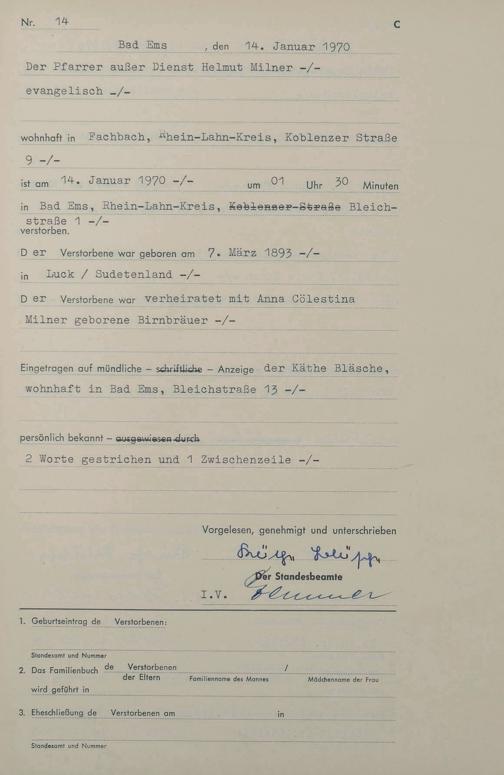 Nr. 14
C
Bad Ems , den 14. Januar 1970
Der Pfarrer außer Dienst Helmut Milner -/-
evangelisch -/-
wohnhaft in Fachbach, Rhein-Lahn-Kreis, Koblenzer Straße
9 -/-
ist am 14. Januar 1970 -/- um 01 Uhr 30 Minuten
in Bad Ems, Rhein-Lahn-Kreis, Koblenzer Straße Bleich-
straße 1 -/-
verstorben.
D er Verstorbene war geboren am 7. März 1893 -/-
in Luck / Sudetenland -/-
D er Verstorbene war verheiratet mit Anna Cölestina
Milner geborene Birnbräuer -/-
Eingetragen auf mündliche – schriftliche – Anzeige der Käthe Bläsche,
wohnhaft in Bad Ems, Bleichstraße 13 -/-
persönlich bekannt – ausgewiesen durch
2 Worte gestrichen und 1 Zwischenzeile -/-
Vorgelesen, genehmigt und unterschrieben
Der Standesbeamte
I.V.
1. Geburtseintrag de Verstorbenen:
Standesamt und Nummer
2. Das Familienbuch de Verstorbenen /
der Eltern Familienname des Mannes Mädchenname der Frau
wird geführt in
3. Eheschließung de Verstorbenen am in
Standesamt und Nummer